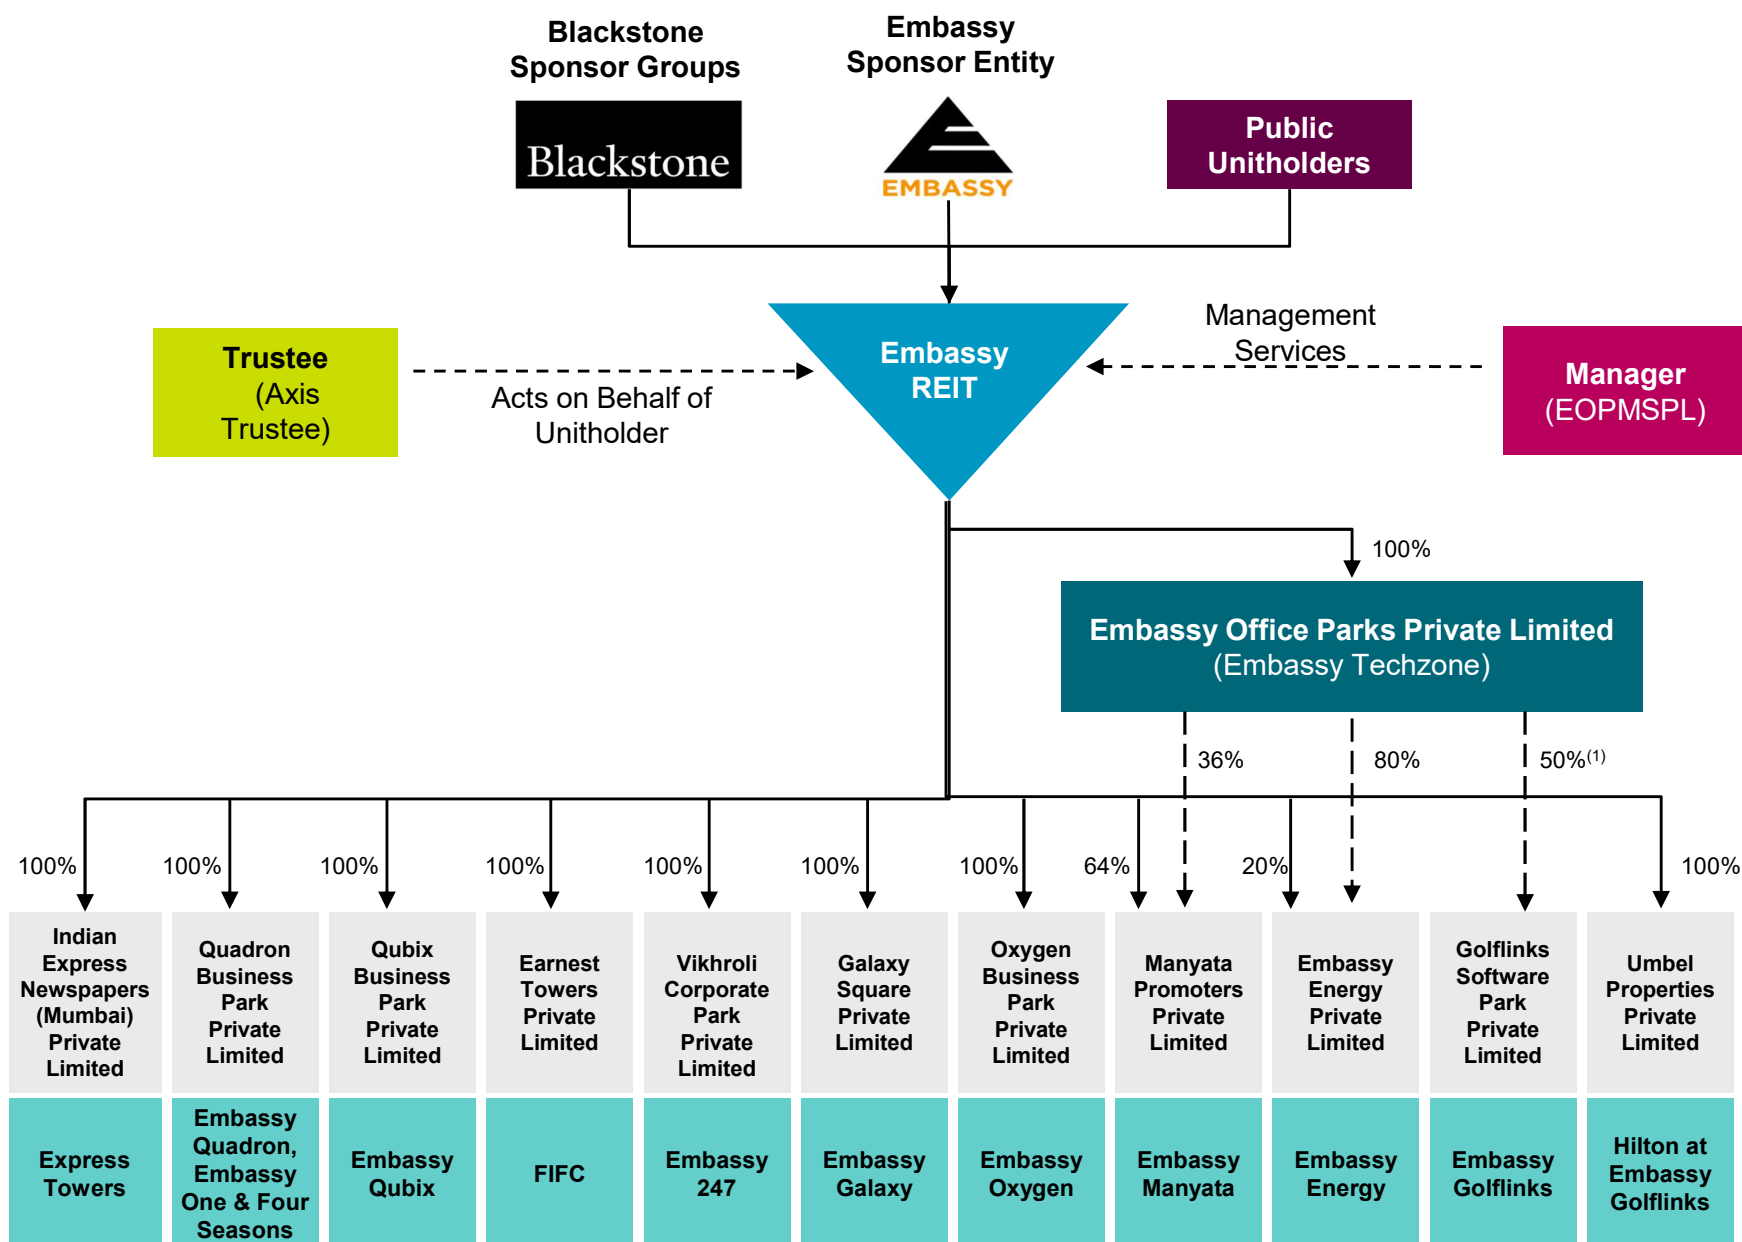 Blackstone
Sponsor Groups
Blackstone
Embassy
Sponsor Entity
EMBASSY
Public
Unitholders
Trustee
(Axis
Trustee)
Acts on Behalf of
Unitholder
Embassy
REIT
Management
Services
Manager
(EOPMSPL)
100%
Embassy Office Parks Private Limited
(Embassy Techzone)
36%
80%
50%(1)
100%
100%
100%
100%
100%
100%
100%
64%
20%
100%
Indian
Express
Newspapers
(Mumbai)
Private
Limited
Quadron
Business
Park
Private
Limited
Qubix
Business
Park
Private
Limited
Earnest
Towers
Private
Limited
Vikhroli
Corporate
Park
Private
Limited
Galaxy
Square
Private
Limited
Oxygen
Business
Park
Private
Limited
Manyata
Promoters
Private
Limited
Embassy
Energy
Private
Limited
Golflinks
Software
Park
Private
Limited
Umbel
Properties
Private
Limited
Express
Towers
Embassy
Quadron,
Embassy
One & Four
Seasons
Embassy
Qubix
FIFC
Embassy
247
Embassy
Galaxy
Embassy
Oxygen
Embassy
Manyata
Embassy
Energy
Embassy
Golflinks
Hilton at
Embassy
Golflinks